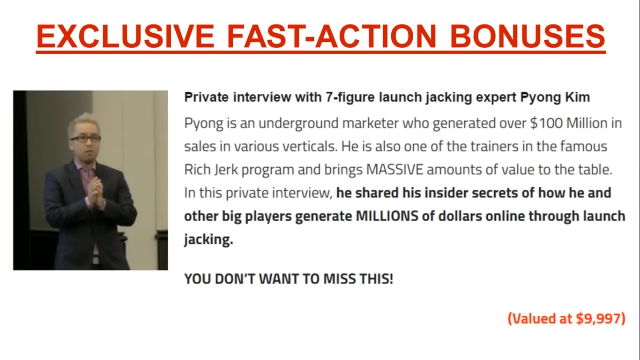 EXCLUSIVE FAST-ACTION BONUSES
Private interview with 7-figure launch jacking expert Pyong Kim
Pyong is an underground marketer who generated over $100 Million in
sales in various verticals. He is also one of the trainers in the famous
Rich Jerk program and brings MASSIVE amounts of value to the table.
In this private interview, he shared his insider secrets of how he and
other big players generate MILLIONS of dollars online through launch
jacking.
YOU DON'T WANT TO MISS THIS!
(Valued at $9,997)